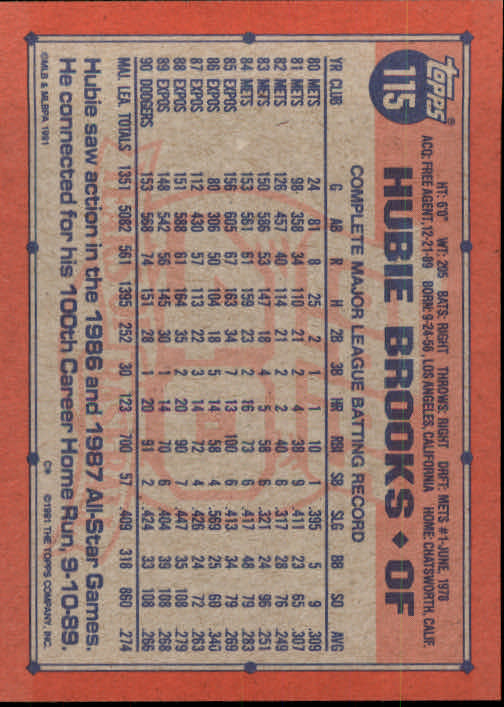 TOPPS®
115
HT: 6'0" WT: 205 BATS: RIGHT THROWS: RIGHT DRFT: METS #1-JUNE, 1978
ACQ: FREE AGENT, 12-21-89 BORN: 9-24-56, LOS ANGELES, CALIFORNIA HOME: CHATSWORTH, CALIF.
HUBIE BROOKS ◆ OF
COMPLETE MAJOR LEAGUE BATTING RECORD
YR CLUB G AB R H 2B 3B HR RBI SB SLG BB SO AVG
80 METS 24 81 8 25 2 1 1 10 1 .395 5 9 .309
81 METS 98 358 34 110 21 2 4 38 9 .411 23 65 .307
82 METS 126 457 40 114 21 2 2 40 6 .317 28 76 .249
83 METS 150 586 53 147 18 4 5 58 6 .321 24 96 .251
84 METS 153 561 61 159 23 2 16 73 6 .417 48 79 .283
85 EXPOS 156 605 67 163 34 7 13 100 6 .413 34 79 .269
86 EXPOS 80 306 50 104 18 5 14 58 4 .569 25 60 .340
87 EXPOS 112 430 57 113 22 3 14 72 4 .426 24 72 .263
88 EXPOS 151 588 61 164 35 2 20 90 7 .447 35 108 .279
89 EXPOS 148 542 56 145 30 1 14 70 6 .404 39 108 .268
90 DODGERS 153 568 74 151 28 1 20 91 2 .424 33 108 .266
MAJ. LEA. TOTALS 1351 5082 561 1395 252 30 123 700 57 .409 318 860 .274
Hubie saw action in the 1986 and 1987 All-Star Games.
He connected for his 100th Career Home Run, 9-10-89.
©MLB & MLBPA 1991
C* ©1991 THE TOPPS COMPANY, INC.